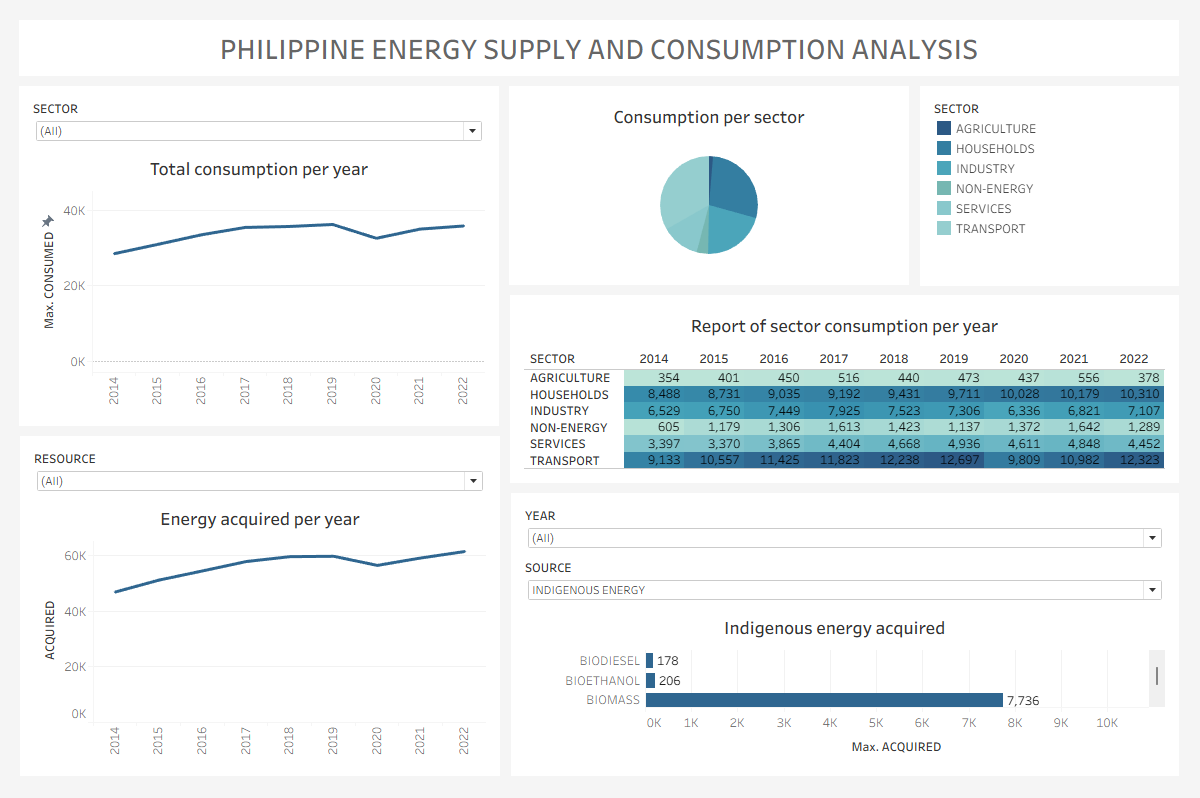 PHILIPPINE ENERGY SUPPLY AND CONSUMPTION ANALYSIS
SECTOR
(All)
Total consumption per year
Max. CONSUMED
40K
20K
0K
2014 2015 2016 2017 2018 2019 2020 2021 2022
RESOURCE
(All)
Energy acquired per year
ACQUIRED
60K
40K
20K
0K
2014 2015 2016 2017 2018 2019 2020 2021 2022
Consumption per sector
SECTOR
AGRICULTURE
HOUSEHOLDS
INDUSTRY
NON-ENERGY
SERVICES
TRANSPORT
Report of sector consumption per year
SECTOR 2014 2015 2016 2017 2018 2019 2020 2021 2022
AGRICULTURE 354 401 450 516 440 473 437 556 378
HOUSEHOLDS 8,488 8,731 9,035 9,192 9,431 9,711 10,028 10,179 10,310
INDUSTRY 6,529 6,750 7,449 7,925 7,523 7,306 6,336 6,821 7,107
NON-ENERGY 605 1,179 1,306 1,613 1,423 1,137 1,372 1,642 1,289
SERVICES 3,397 3,370 3,865 4,404 4,668 4,936 4,611 4,848 4,452
TRANSPORT 9,133 10,557 11,425 11,823 12,238 12,697 9,809 10,982 12,323
YEAR
(All)
SOURCE
INDIGENOUS ENERGY
Indigenous energy acquired
BIODIESEL 178
BIOETHANOL 206
BIOMASS 7,736
0K 1K 2K 3K 4K 5K 6K 7K 8K 9K 10K
Max. ACQUIRED